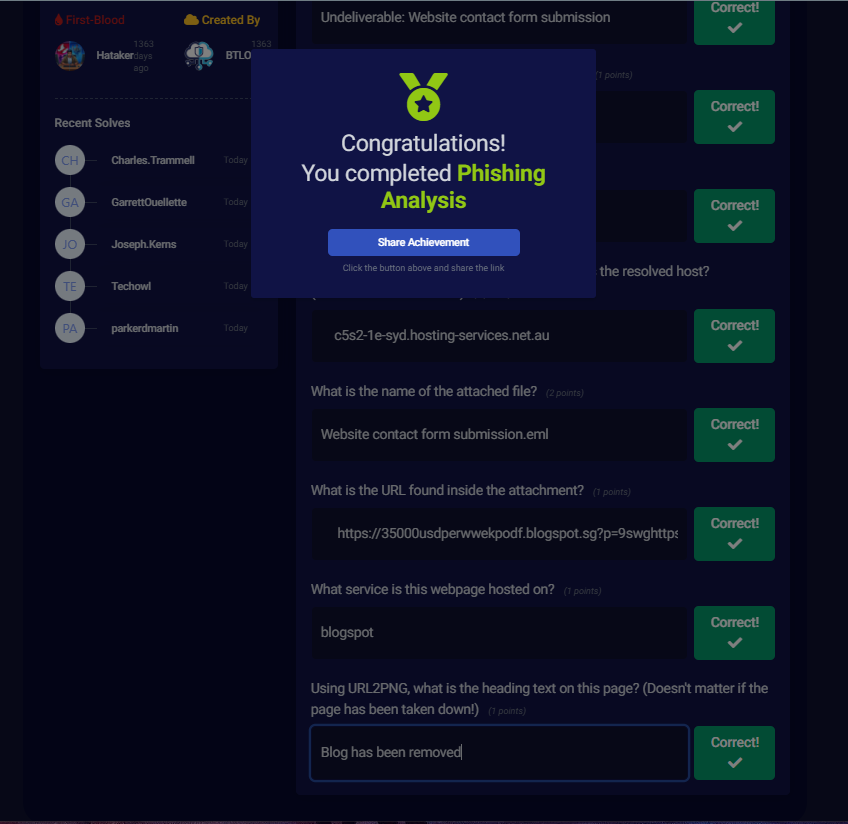 First-Blood
Created By
Hataker
1363 days ago
BTLO
1363
Recent Solves
CH
Charles.Trammell
Today
GA
GarrettOuellette
Today
JO
Joseph.Kerns
Today
TE
Techowl
Today
PA
parkerdmartin
Today
Congratulations!
You completed Phishing
Analysis
Share Achievement
Click the button above and share the link
Undeliverable: Website contact form submission
Correct!
(1 points)
Correct!
Correct!
the resolved host?
c5s2-1e-syd.hosting-services.net.au
Correct!
What is the name of the attached file? (2 points)
Website contact form submission.eml
Correct!
What is the URL found inside the attachment? (1 points)
https://35000usdperwwekpodf.blogspot.sg?p=9swghttps
Correct!
What service is this webpage hosted on? (1 points)
blogspot
Correct!
Using URL2PNG, what is the heading text on this page? (Doesn't matter if the
page has been taken down!) (1 points)
Blog has been removed
Correct!